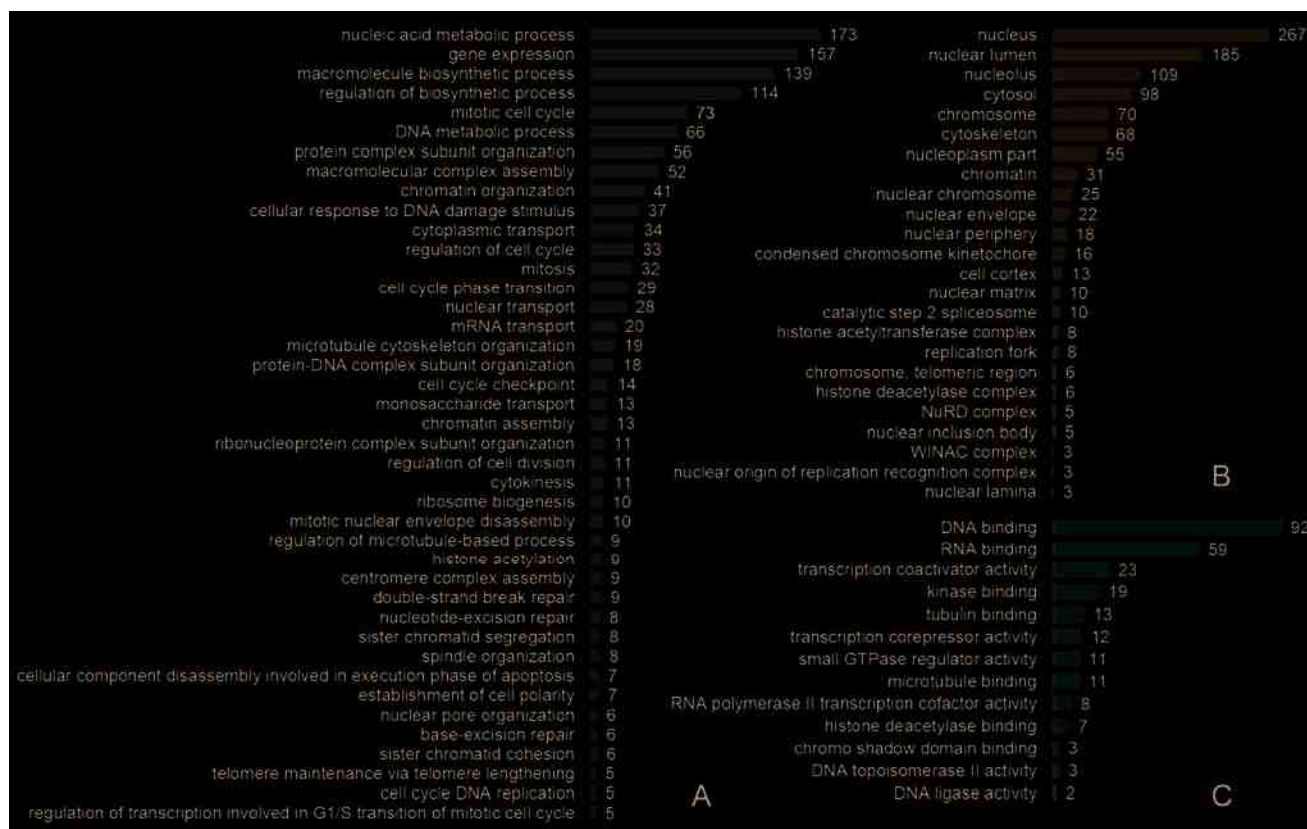 nucleic acid metabolic process 173
gene expression 157
macromolecule biosynthetic process 139
regulation of biosynthetic process 114
mitotic cell cycle 73
DNA metabolic process 66
protein complex subunit organization 56
macromolecular complex assembly 52
chromatin organization 41
cellular response to DNA damage stimulus 37
cytoplasmic transport 34
regulation of cell cycle 33
mitosis 32
cell cycle phase transition 29
nuclear transport 28
mRNA transport 20
microtubule cytoskeleton organization 19
protein-DNA complex subunit organization 18
cell cycle checkpoint 14
monosaccharide transport 13
chromatin assembly 13
ribonucleoprotein complex subunit organization 11
regulation of cell division 11
cytokinesis 11
ribosome biogenesis 10
mitotic nuclear envelope disassembly 10
regulation of microtubule-based process 9
histone acetylation 9
centromere complex assembly 9
double-strand break repair 9
nucleotide-excision repair 8
sister chromatid segregation 8
spindle organization 8
cellular component disassembly involved in execution phase of apoptosis 7
establishment of cell polarity 7
nuclear pore organization 6
base-excision repair 6
sister chromatid cohesion 6
telomere maintenance via telomere lengthening 5
cell cycle DNA replication 5
regulation of transcription involved in G1/S transition of mitotic cell cycle 5
A
nucleus 267
nuclear lumen 185
nucleolus 109
cytosol 98
chromosome 70
cytoskeleton 68
nucleoplasm part 55
chromatin 31
nuclear chromosome 25
nuclear envelope 22
nuclear periphery 18
condensed chromosome kinetochore 16
cell cortex 13
nuclear matrix 10
catalytic step 2 spliceosome 10
histone acetyltransferase complex 8
replication fork 8
chromosome, telomeric region 6
histone deacetylase complex 6
NuRD complex 5
nuclear inclusion body 5
WINAC complex 3
nuclear origin of replication recognition complex 3
nuclear lamina 3
B
DNA binding 92
RNA binding 59
transcription coactivator activity 23
kinase binding 19
tubulin binding 13
transcription corepressor activity 12
small GTPase regulator activity 11
microtubule binding 11
RNA polymerase II transcription cofactor activity 8
histone deacetylase binding 7
chromo shadow domain binding 3
DNA topoisomerase II activity 3
DNA ligase activity 2
C